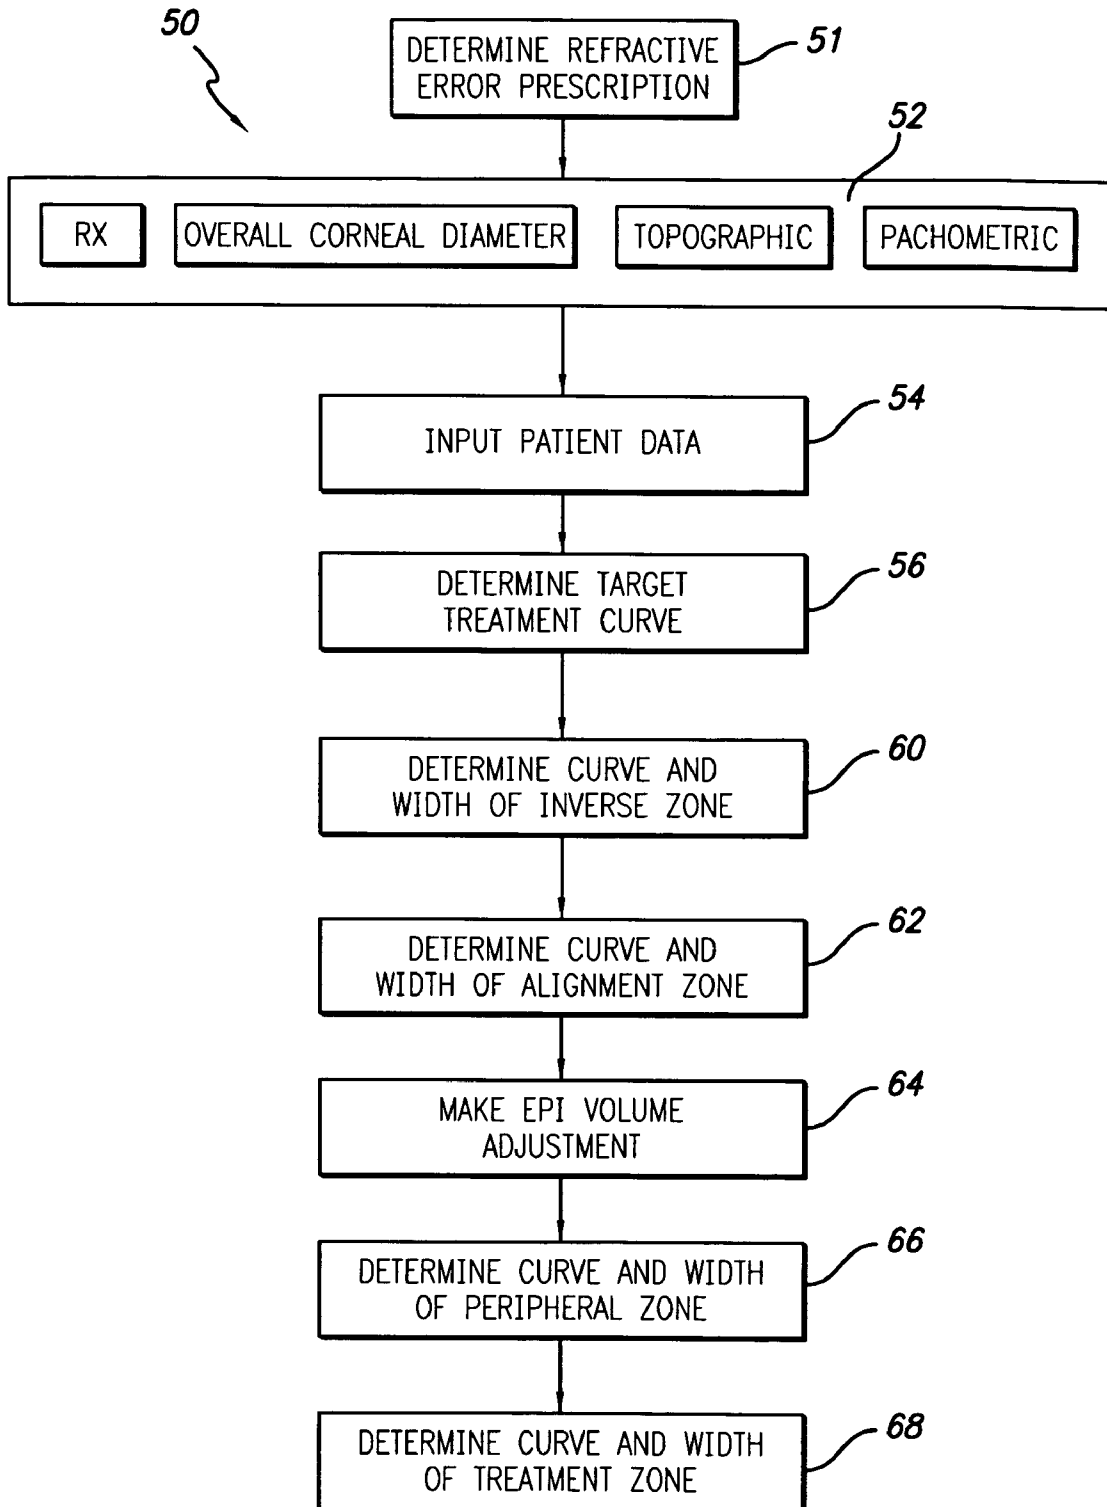 50
DETERMINE REFRACTIVE
ERROR PRESCRIPTION
51
52
RX
OVERALL CORNEAL DIAMETER
TOPOGRAPHIC
PACHOMETRIC
INPUT PATIENT DATA
54
DETERMINE TARGET
TREATMENT CURVE
56
DETERMINE CURVE AND
WIDTH OF INVERSE ZONE
60
DETERMINE CURVE AND
WIDTH OF ALIGNMENT ZONE
62
MAKE EPI VOLUME
ADJUSTMENT
64
DETERMINE CURVE AND WIDTH
OF PERIPHERAL ZONE
66
DETERMINE CURVE AND WIDTH
OF TREATMENT ZONE
68